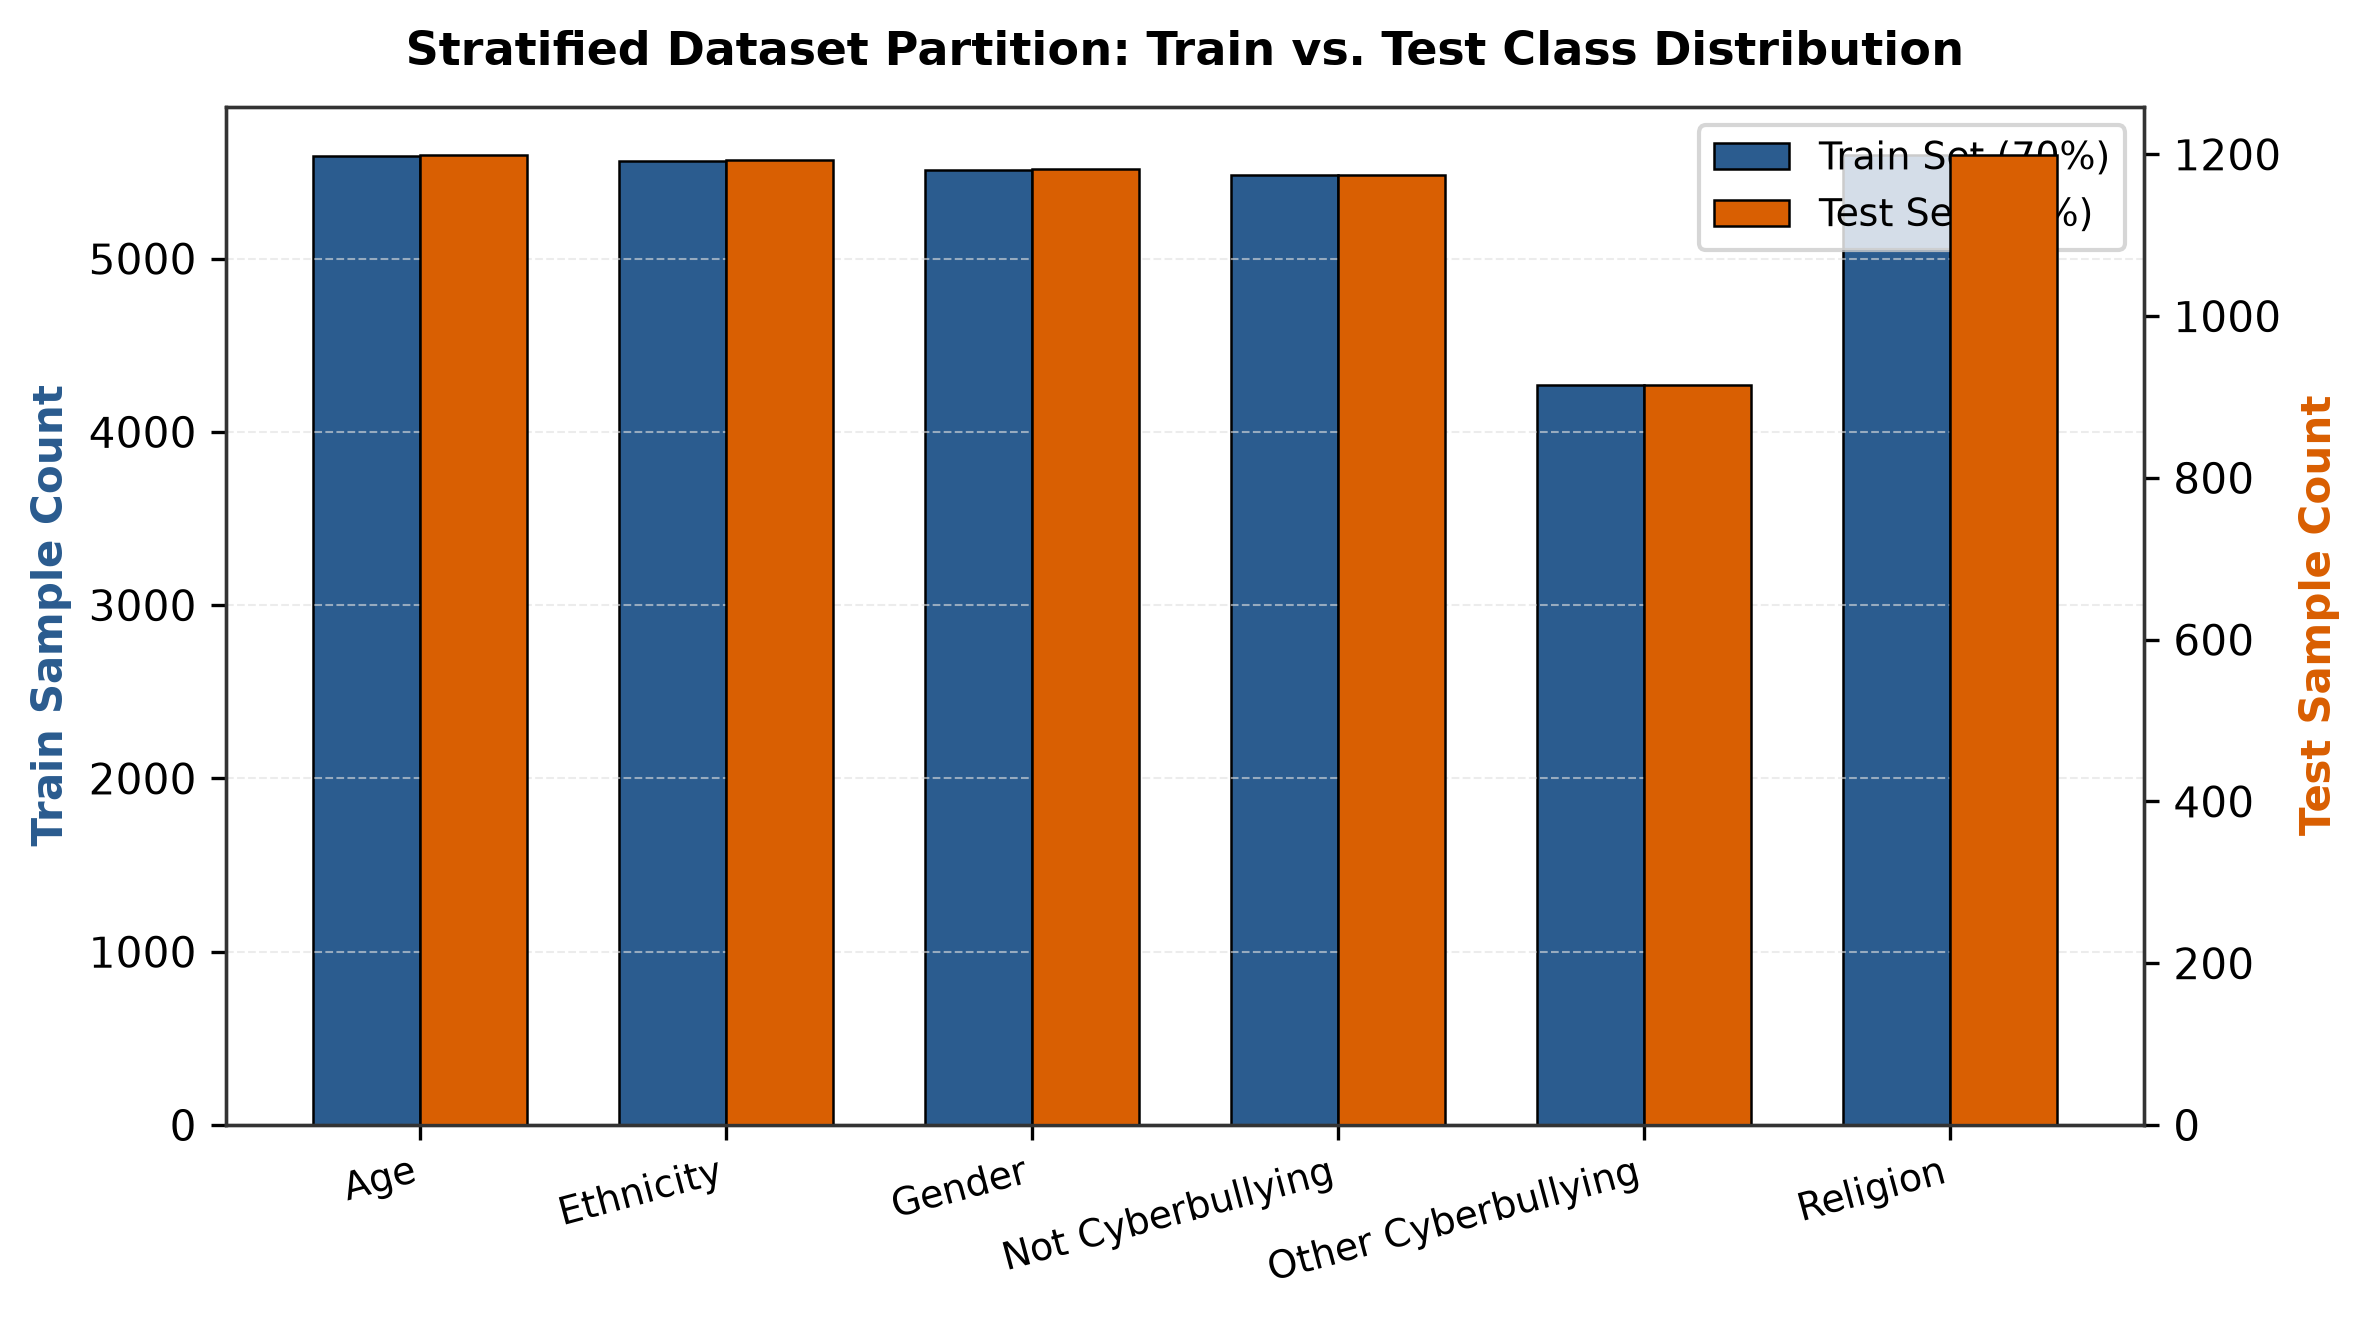 Stratified Dataset Partition: Train vs. Test Class Distribution
Train Set (70%)
Test Se %)
Train Sample Count
5000
4000
3000
2000
1000
0
Test Sample Count
1200
1000
800
600
400
200
0
Age
Ethnicity
Gender
Not Cyberbullying
Other Cyberbullying
Religion